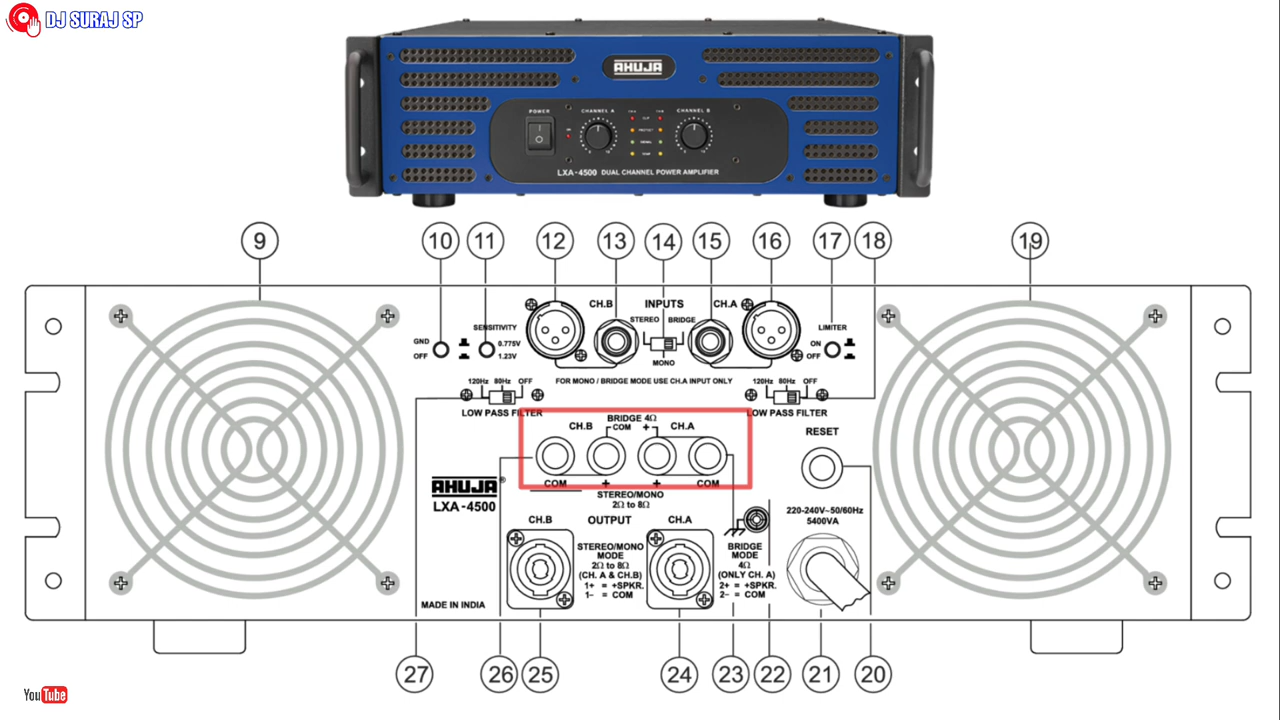 DJ SURAJ SP
AHUJA
POWER
CHANNEL A
CHANNEL B
CLIP
PROTECT
SIGNAL
TEMP
LXA-4500 DUAL CHANNEL POWER AMPLIFIER
9
10
11
12
13
14
15
16
17
18
19
CH.B
INPUTS
CH.A
STEREO
BRIDGE
MONO
SENSITIVITY
GND
OFF
0.775V
1.23V
LIMITER
ON
OFF
FOR MONO / BRIDGE MODE USE CH.A INPUT ONLY
120Hz 80Hz OFF
LOW PASS FILTER
120Hz 80Hz OFF
LOW PASS FILTER
BRIDGE 4Ω
CH.B
COM +
CH.A
COM + + COM
STEREO/MONO
2Ω to 8Ω
RESET
AHUJA®
LXA-4500
220-240V~50/60Hz
5400VA
CH.B
OUTPUT
CH.A
STEREO/MONO
MODE
2Ω to 8Ω
(CH. A & CH.B)
1+ = +SPKR.
1– = COM
BRIDGE
MODE
4Ω
(ONLY CH. A)
2+ = +SPKR.
2– = COM
MADE IN INDIA
27
26
25
24
23
22
21
20
YouTube